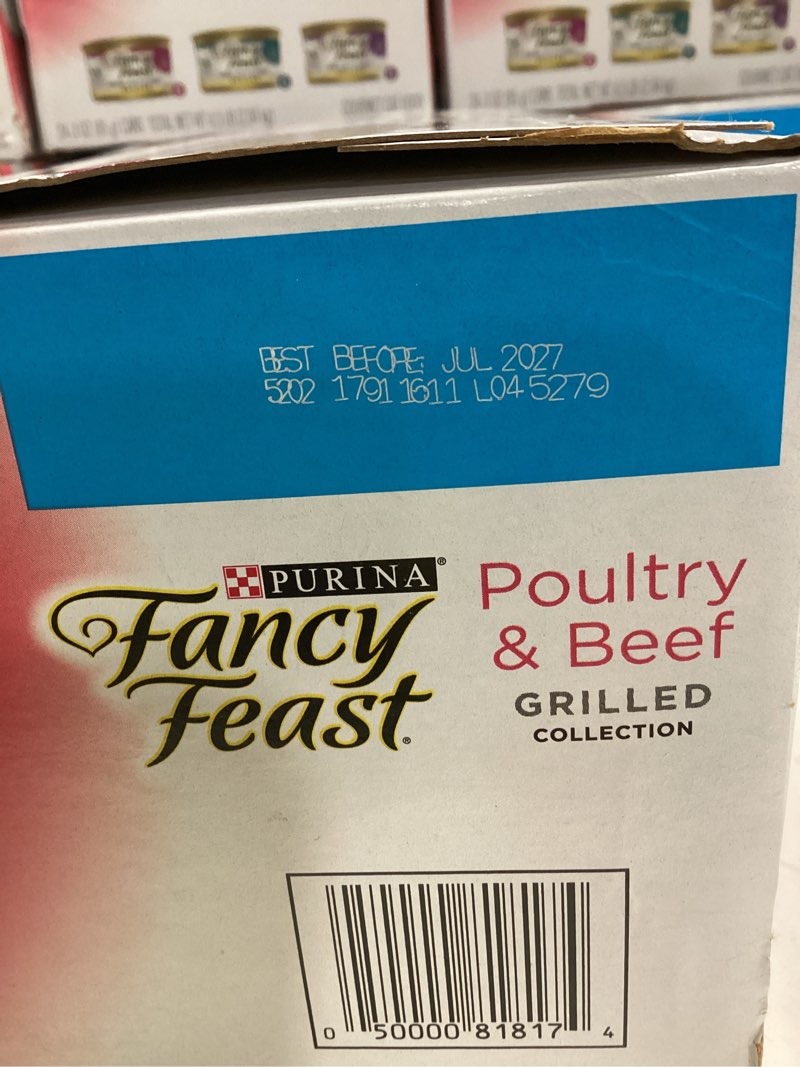 BEST BEFORE: JUL 2027
5202 1791 1611 L04 5279
PURINA®
Fancy
Feast®
Poultry
& Beef
GRILLED
COLLECTION
0 50000 81817 4